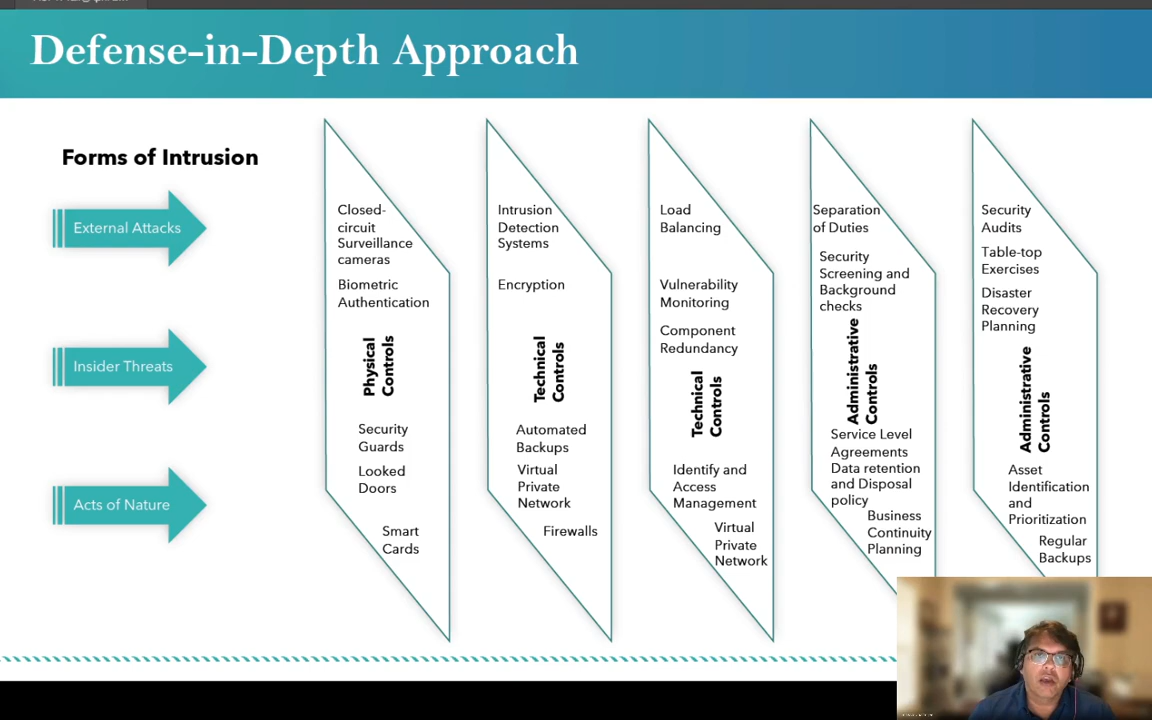 Defense-in-Depth Approach
Forms of Intrusion
External Attacks
Insider Threats
Acts of Nature
Closed-
circuit
Surveillance
cameras
Biometric
Authentication
Physical
Controls
Security
Guards
Looked
Doors
Smart
Cards
Intrusion
Detection
Systems
Encryption
Technical
Controls
Automated
Backups
Virtual
Private
Network
Firewalls
Load
Balancing
Vulnerability
Monitoring
Component
Redundancy
Technical
Controls
Identify and
Access
Management
Virtual
Private
Network
Separation
of Duties
Security
Screening and
Background
checks
Administrative
Controls
Service Level
Agreements
Data retention
and Disposal
policy
Business
Continuity
Planning
Security
Audits
Table-top
Exercises
Disaster
Recovery
Planning
Administrative
Controls
Asset
Identification
and
Prioritization
Regular
Backups